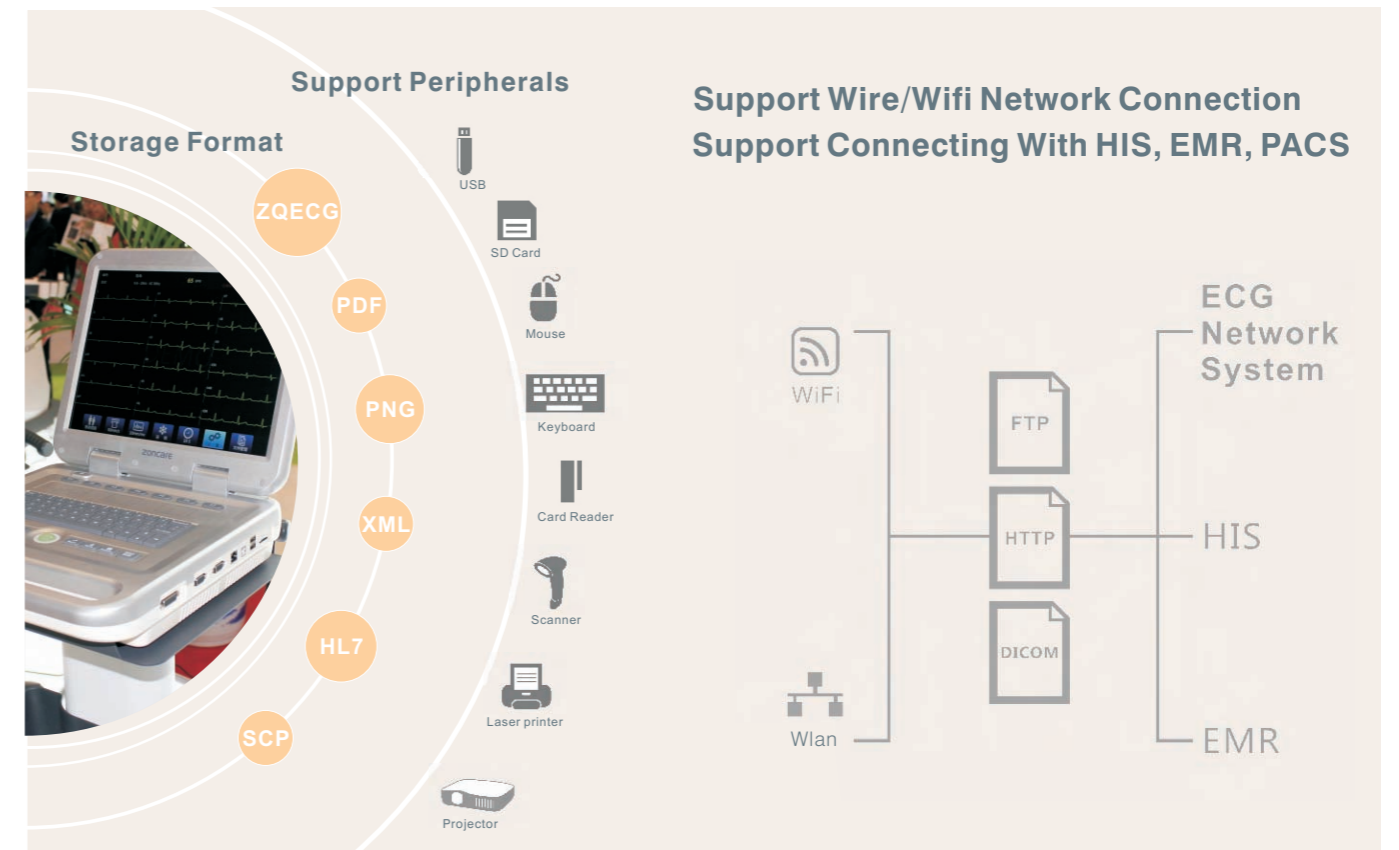 Support Peripherals
Storage Format
ZQECG
PDF
PNG
XML
HL7
SCP
USB
SD Card
Mouse
Keyboard
Card Reader
Scanner
Laser printer
Projector
zoncare
Support Wire/Wifi Network Connection
Support Connecting With HIS, EMR, PACS
WiFi
Wlan
FTP
HTTP
DICOM
ECG
Network
System
HIS
EMR